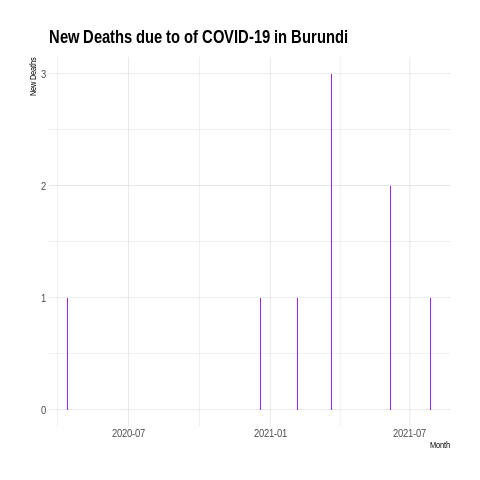 New Deaths due to of COVID-19 in Burundi
New Deaths
3
2
1
0
2020-07 2021-01 2021-07
Month